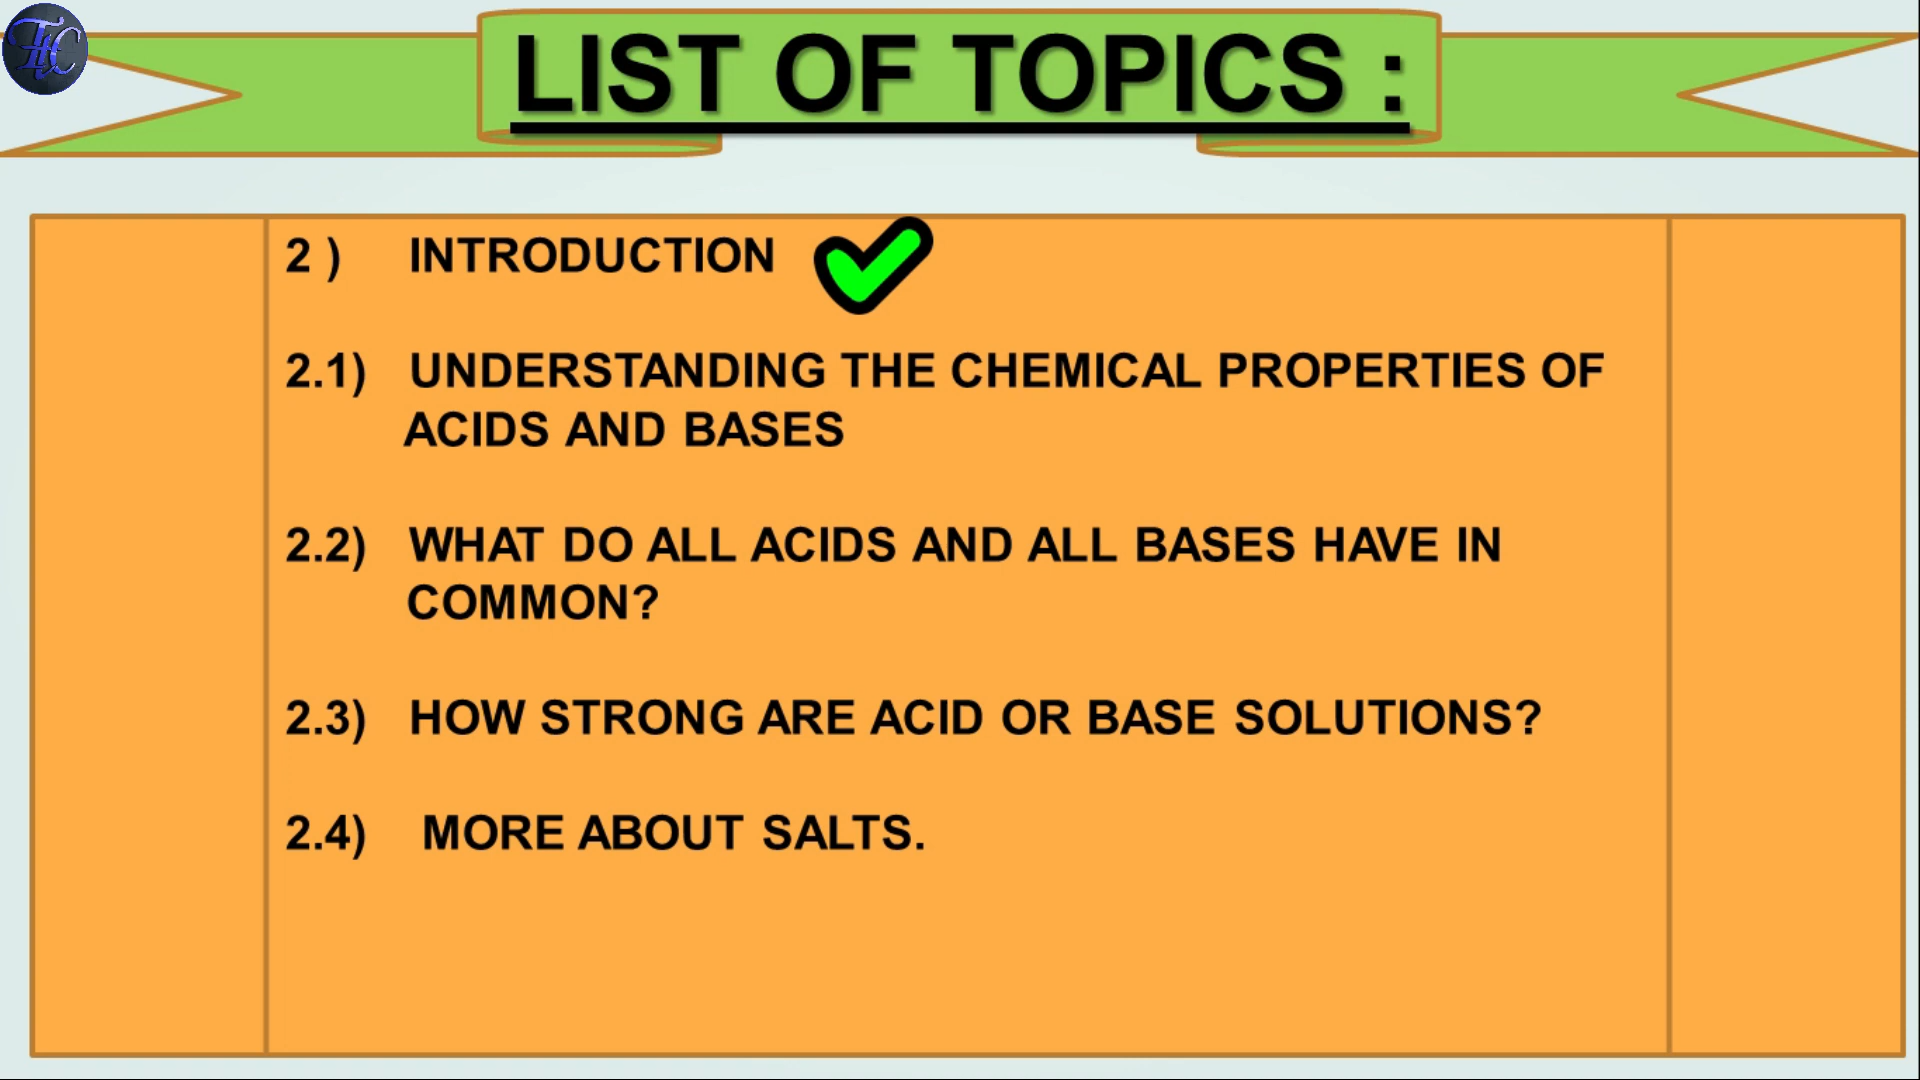 THC
LIST OF TOPICS :
2 ) INTRODUCTION
2.1) UNDERSTANDING THE CHEMICAL PROPERTIES OF
ACIDS AND BASES
2.2) WHAT DO ALL ACIDS AND ALL BASES HAVE IN
COMMON?
2.3) HOW STRONG ARE ACID OR BASE SOLUTIONS?
2.4) MORE ABOUT SALTS.